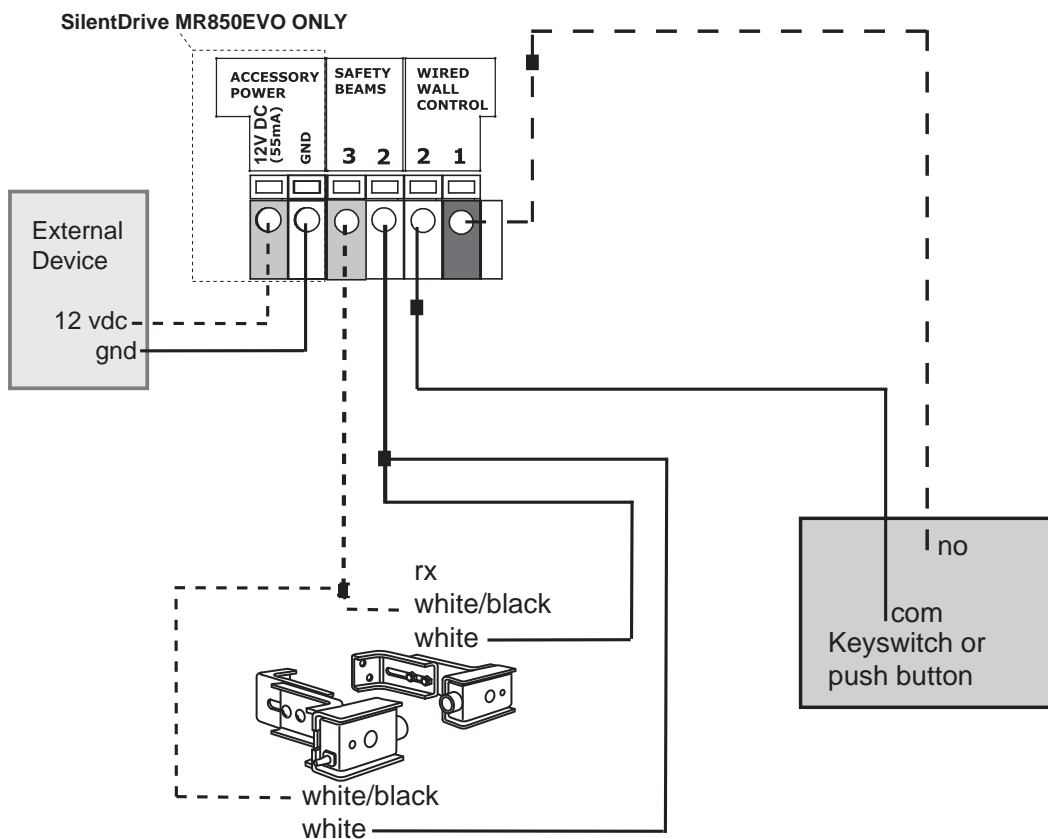 SilentDrive MR850EVO ONLY
ACCESSORY
POWER
SAFETY
BEAMS
WIRED
WALL
CONTROL
12V DC
(55mA)
GND
3
2
2
1
External
Device
12 vdc
gnd
no
com
Keyswitch or
push button
rx
white/black
white
white/black
white